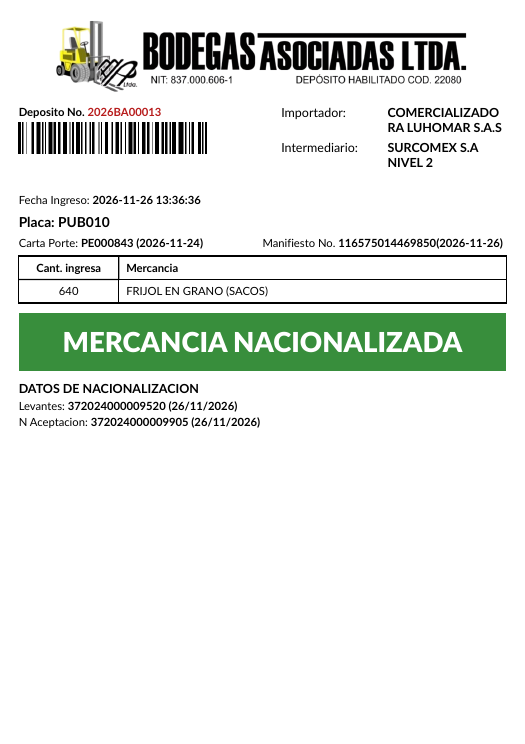 BODEGAS ASOCIADAS LTDA.
Ltda.
NIT: 837.000.606-1 DEPÓSITO HABILITADO COD. 22080
Deposito No. 2026BA00013
Importador: COMERCIALIZADO
RA LUHOMAR S.A.S
Intermediario: SURCOMEX S.A
NIVEL 2
Fecha Ingreso: 2026-11-26 13:36:36
Placa: PUB010
Carta Porte: PE000843 (2026-11-24) Manifiesto No. 116575014469850(2026-11-26)
Cant. ingresa Mercancia
640 FRIJOL EN GRANO (SACOS)
MERCANCIA NACIONALIZADA
DATOS DE NACIONALIZACION
Levantes: 372024000009520 (26/11/2026)
N Aceptacion: 372024000009905 (26/11/2026)